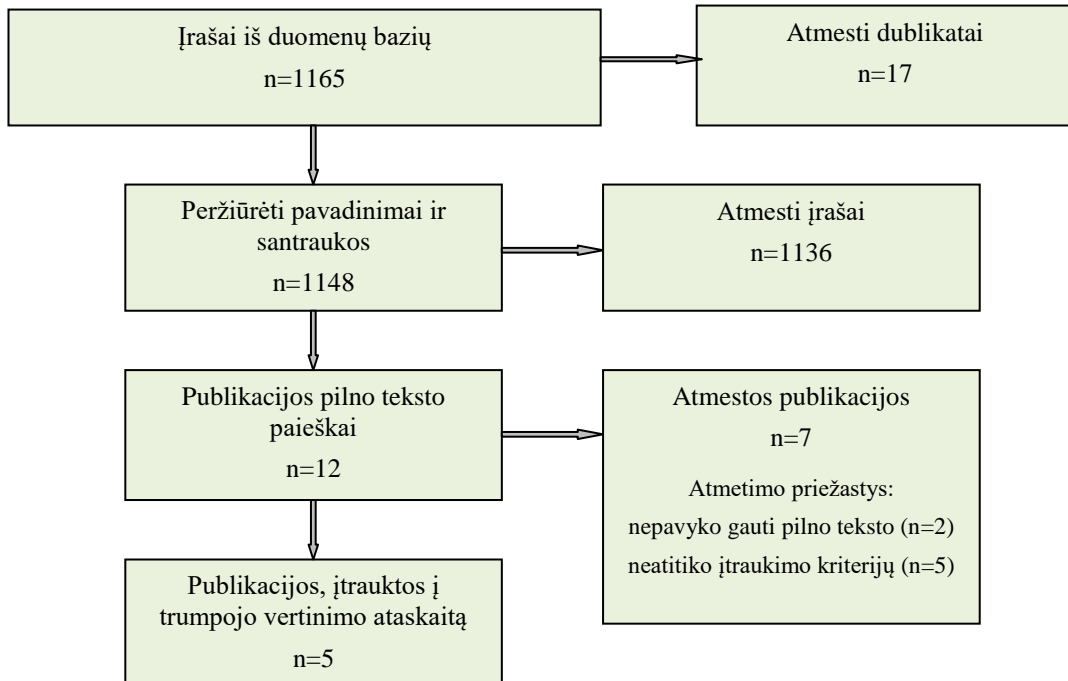 Įrašai iš duomenų bazių
n=1165
Atmesti dublikatai
n=17
Peržiūrėti pavadinimai ir
santraukos
n=1148
Atmesti įrašai
n=1136
Publikacijos pilno teksto
paieškai
n=12
Atmestos publikacijos
n=7
Atmetimo priežastys:
nepavyko gauti pilno teksto (n=2)
neatitiko įtraukimo kriterijų (n=5)
Publikacijos, įtrauktos į
trumpojo vertinimo ataskaitą
n=5